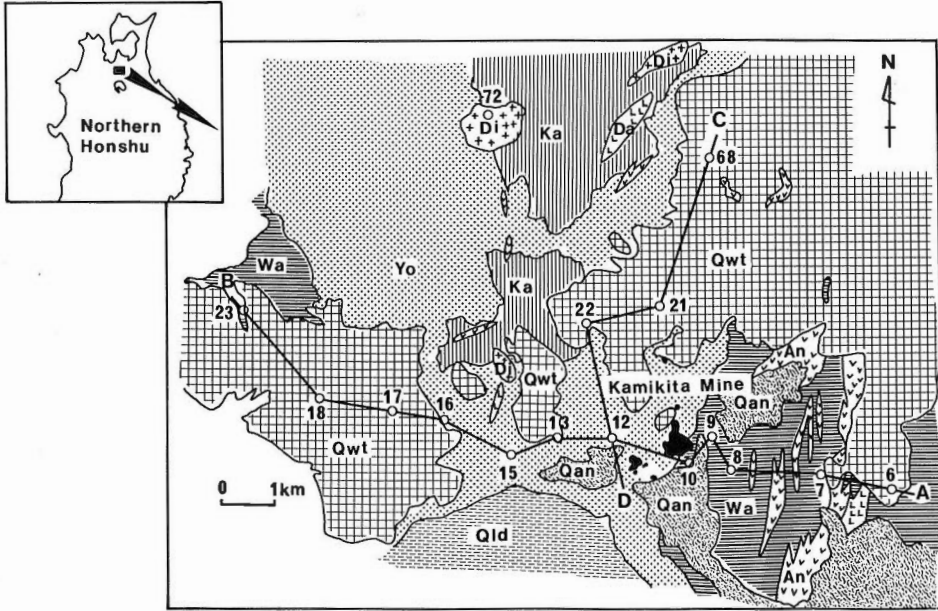 Northern
Honshu
N
Di
72
Di
Ka
Da
C
68
Wa
Yo
Qwt
B
Ka
23
22
21
An
Di
Qwt
Kamikita Mine
Qan
18
17
16
13
12
9
8
Qwt
15
Qan
10
7
6
A
0 1km
D
Qan
Wa
Qld
An